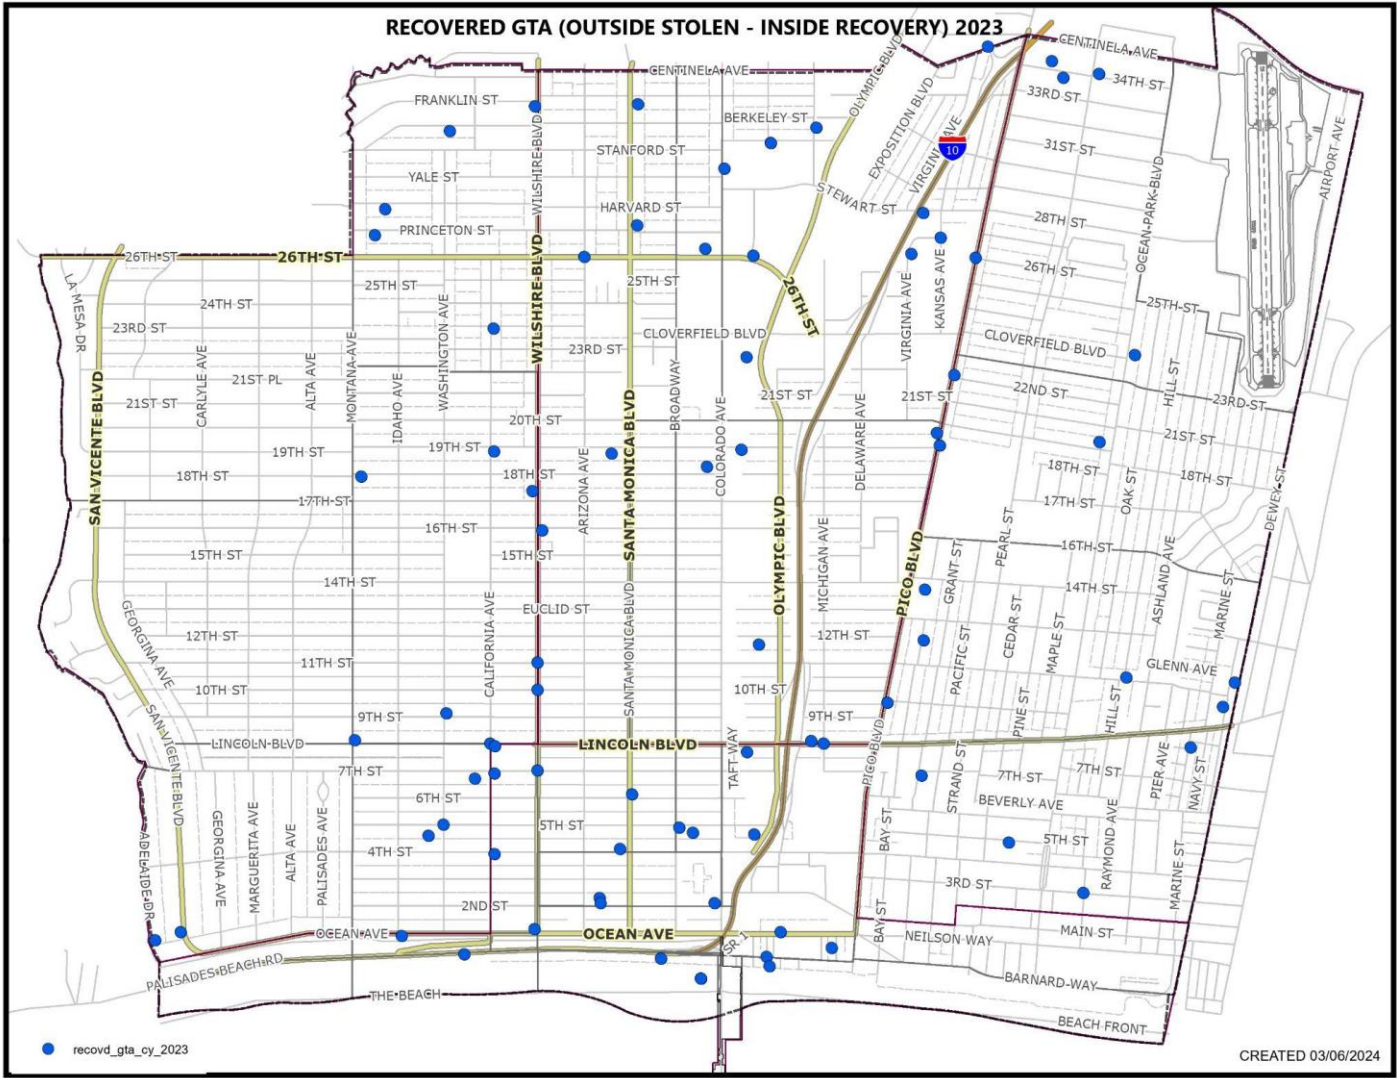 RECOVERED GTA (OUTSIDE STOLEN - INSIDE RECOVERY) 2023
CENTINELA AVE
CENTINELA AVE
OLYMPIC BLVD
34TH ST
33RD ST
FRANKLIN ST
BERKELEY ST
EXPOSITION BLVD
VIRGINIA AVE
10
WILSHIRE BLVD
STANFORD ST
31ST ST
AIRPORT AVE
YALE ST
STEWART ST
HARVARD ST
28TH ST
OCEAN PARK BLVD
PRINCETON ST
26TH ST
26TH ST
26TH ST
26TH ST
LA MESA DR
25TH ST
25TH ST
25TH ST
WILSHIRE BLVD
KANSAS AVE
VIRGINIA AVE
24TH ST
23RD ST
WASHINGTON AVE
CLOVERFIELD BLVD
CLOVERFIELD BLVD
23RD ST
CARLYLE AVE
ALTA AVE
MONTANA AVE
IDAHO AVE
BROADWAY
COLORADO AVE
21ST PL
21ST ST
21ST ST
21ST ST
22ND ST
HILL ST
23RD ST
SAN VICENTE BLVD
SANTA MONICA BLVD
20TH ST
DELAWARE AVE
21ST ST
19TH ST
19TH ST
18TH ST
18TH ST
18TH ST
18TH ST
ARIZONA AVE
17TH ST
17TH ST
OAK ST
DEWEY ST
16TH ST
16TH ST
OLYMPIC BLVD
MICHIGAN AVE
PICO BLVD
PEARL ST
GRANT ST
15TH ST
15TH ST
14TH ST
14TH ST
ASHLAND AVE
MARINE ST
EUCLID ST
CALIFORNIA AVE
SANTA MONICA BLVD
GEORGINA AVE
12TH ST
12TH ST
CEDAR ST
MAPLE ST
PACIFIC ST
11TH ST
10TH ST
10TH ST
GLENN AVE
PINE ST
HILL ST
9TH ST
9TH ST
SAN VICENTE BLVD
LINCOLN BLVD
LINCOLN BLVD
TAFT WAY
PICO BLVD
STRAND ST
7TH ST
7TH ST
7TH ST
PIER AVE
NAVY ST
6TH ST
BEVERLY AVE
5TH ST
5TH ST
ADELAIDE DR
GEORGINA AVE
MARGUERITA AVE
ALTA AVE
PALISADES AVE
4TH ST
BAY ST
RAYMOND AVE
MARINE ST
3RD ST
2ND ST
BAY ST
OCEAN AVE
OCEAN AVE
SR-1
NEILSON WAY
MAIN ST
PALISADES BEACH RD
BARNARD WAY
THE BEACH
BEACH FRONT
recovd_gta_cy_2023
CREATED 03/06/2024